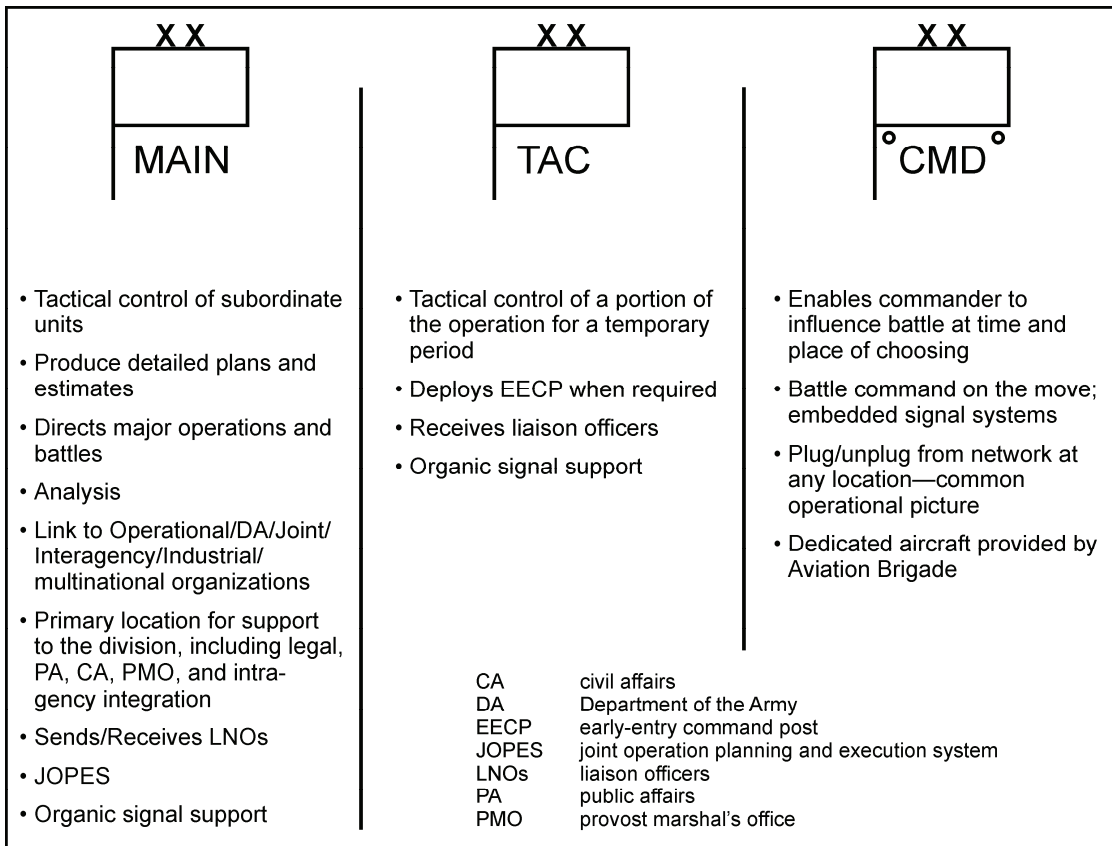 X X
MAIN
• Tactical control of subordinate
units
• Produce detailed plans and
estimates
• Directs major operations and
battles
• Analysis
• Link to Operational/DA/Joint/
Interagency/Industrial/
multinational organizations
• Primary location for support
to the division, including legal,
PA, CA, PMO, and intra-
gency integration
• Sends/Receives LNOs
• JOPES
• Organic signal support
X X
TAC
• Tactical control of a portion of
the operation for a temporary
period
• Deploys EECP when required
• Receives liaison officers
• Organic signal support
X X
CMD
• Enables commander to
influence battle at time and
place of choosing
• Battle command on the move;
embedded signal systems
• Plug/unplug from network at
any location—common
operational picture
• Dedicated aircraft provided by
Aviation Brigade
CA civil affairs
DA Department of the Army
EECP early-entry command post
JOPES joint operation planning and execution system
LNOs liaison officers
PA public affairs
PMO provost marshal's office